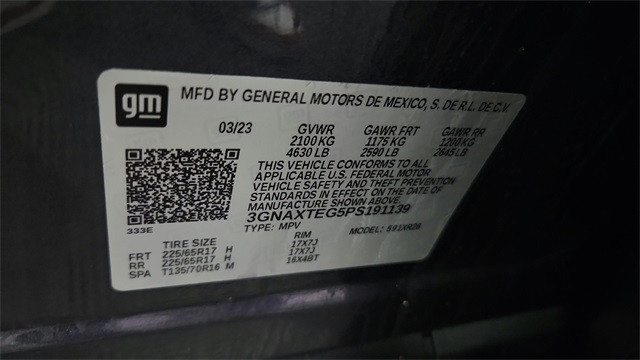 gm
MFD BY GENERAL MOTORS DE MEXICO, S. DE R.L. DE C.V.
03/23 GVWR GAWR FRT GAWR RR
2100 KG 1175 KG 1200 KG
4630 LB 2590 LB 2645 LB
THIS VEHICLE CONFORMS TO ALL
APPLICABLE U.S. FEDERAL MOTOR
VEHICLE SAFETY AND THEFT PREVENTION
STANDARDS IN EFFECT ON THE DATE OF
MANUFACTURE SHOWN ABOVE.
3GNAXTEG5PS191139
333E TYPE: MPV MODEL: S91XR26
TIRE SIZE RIM
FRT 225/65R17 H 17X7J
RR 225/65R17 H 17X7J
SPA T135/70R16 M 16X4BT